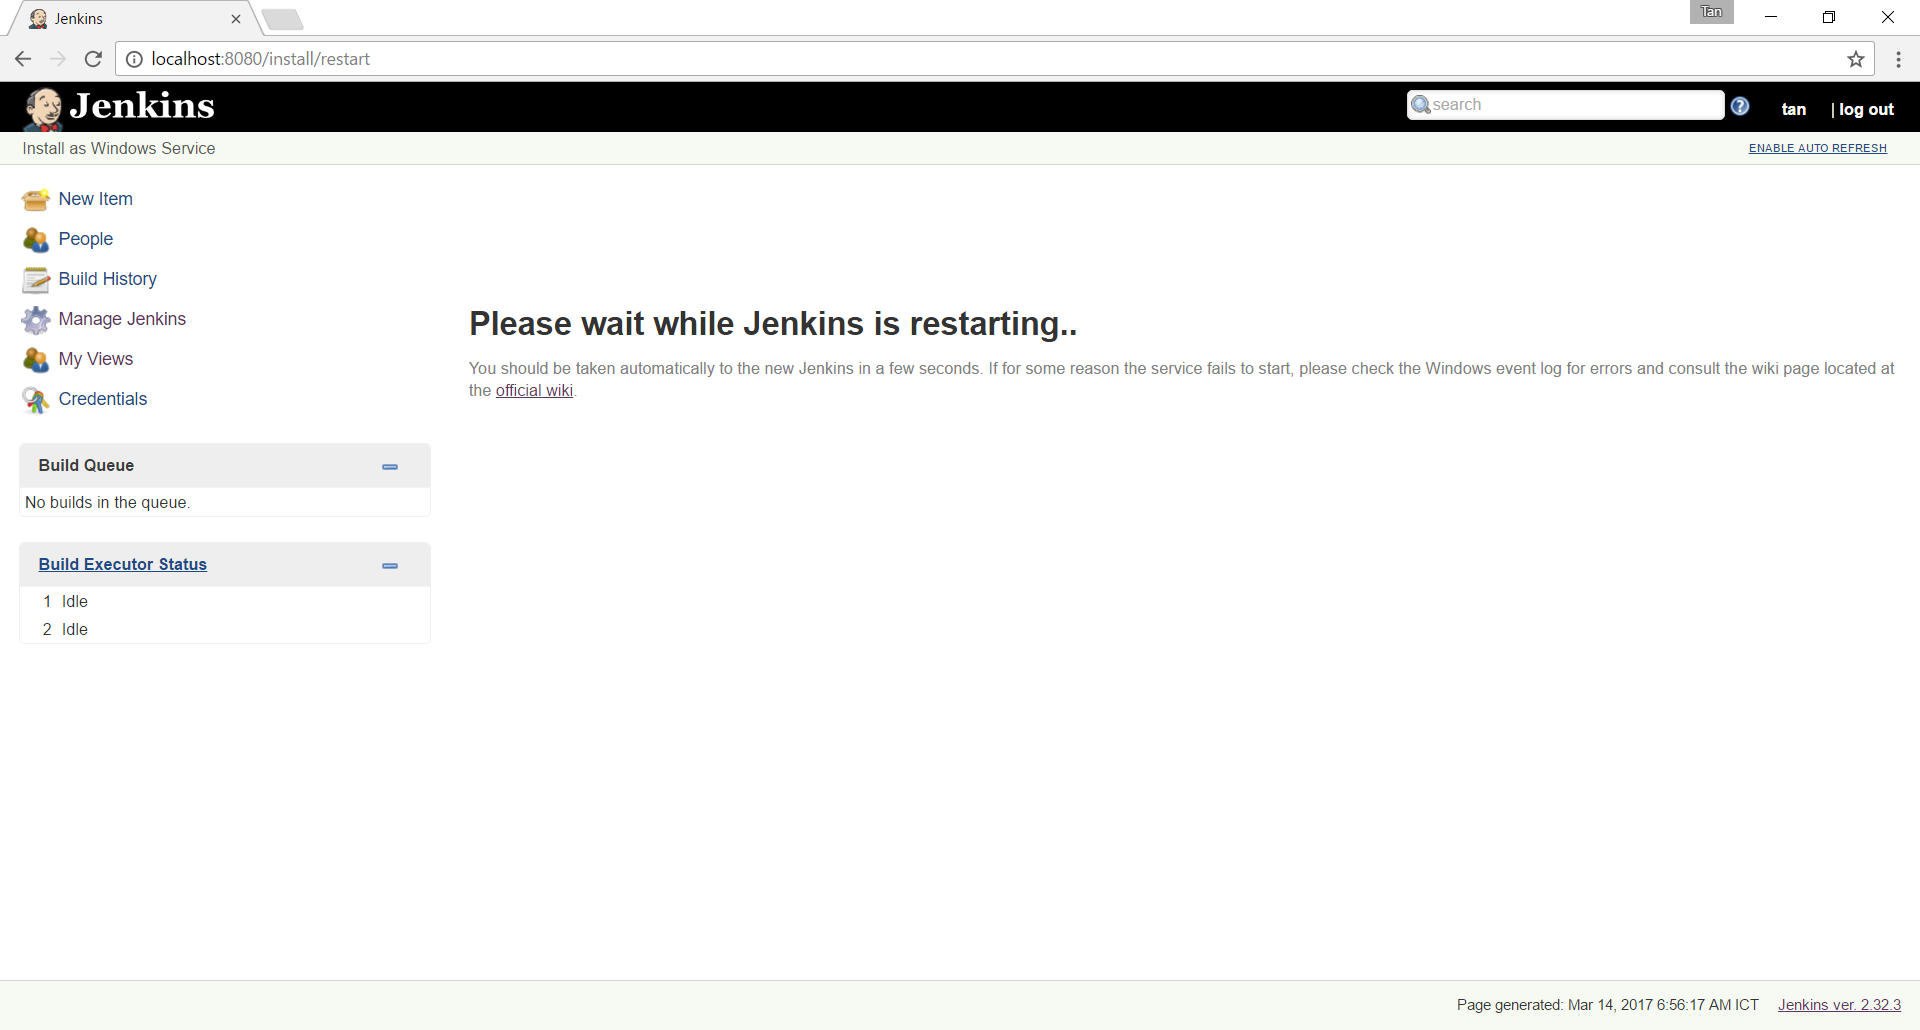 Jenkins
Tan
localhost:8080/install/restart
Jenkins
search
tan
| log out
Install as Windows Service
ENABLE AUTO REFRESH
New Item
People
Build History
Manage Jenkins
My Views
Credentials
Please wait while Jenkins is restarting..
You should be taken automatically to the new Jenkins in a few seconds. If for some reason the service fails to start, please check the Windows event log for errors and consult the wiki page located at
the official wiki.
Build Queue
No builds in the queue.
Build Executor Status
1 Idle
2 Idle
Page generated: Mar 14, 2017 6:56:17 AM ICT
Jenkins ver. 2.32.3